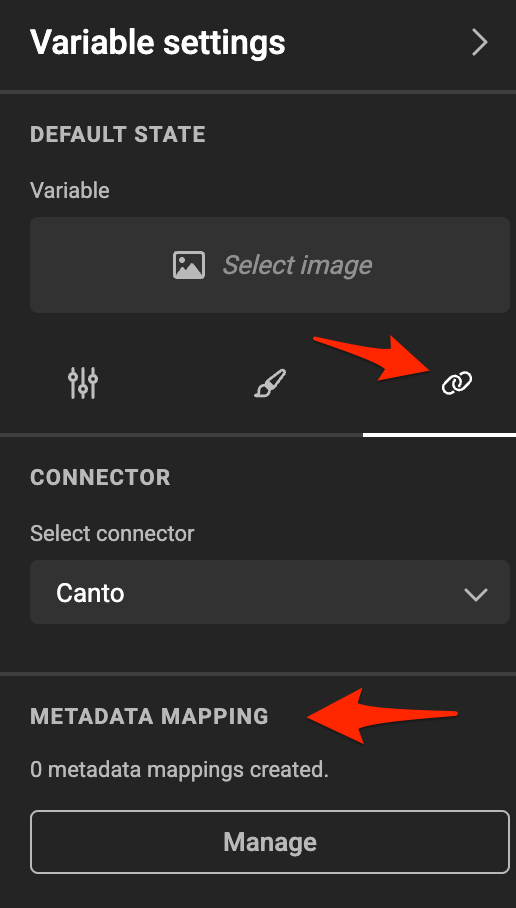 Variable settings
DEFAULT STATE
Variable
Select image
CONNECTOR
Select connector
Canto
METADATA MAPPING
0 metadata mappings created.
Manage